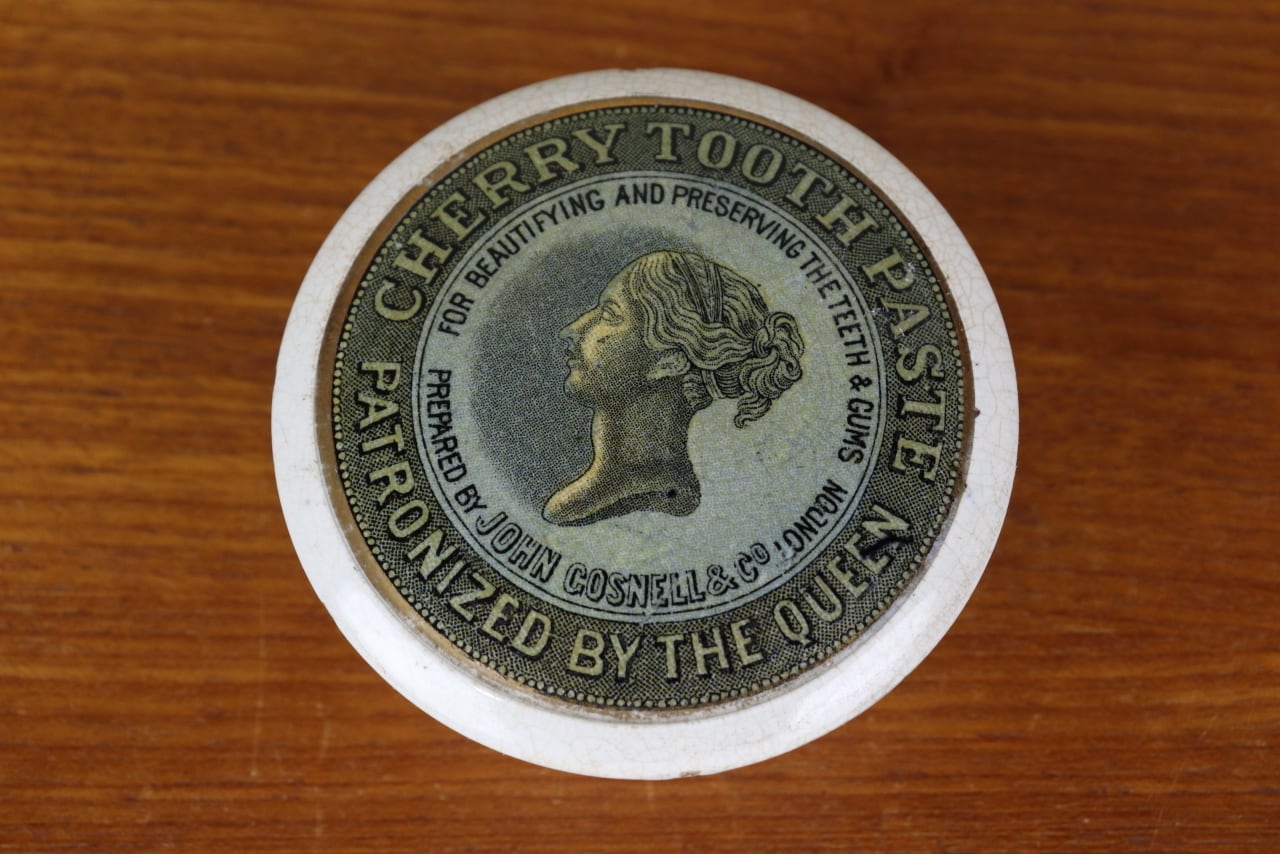 CHERRY TOOTH PASTE
PATRONIZED BY THE QUEEN
FOR BEAUTIFYING AND PRESERVING THE TEETH & GUMS
PREPARED BY JOHN GOSNELL & CO LONDON